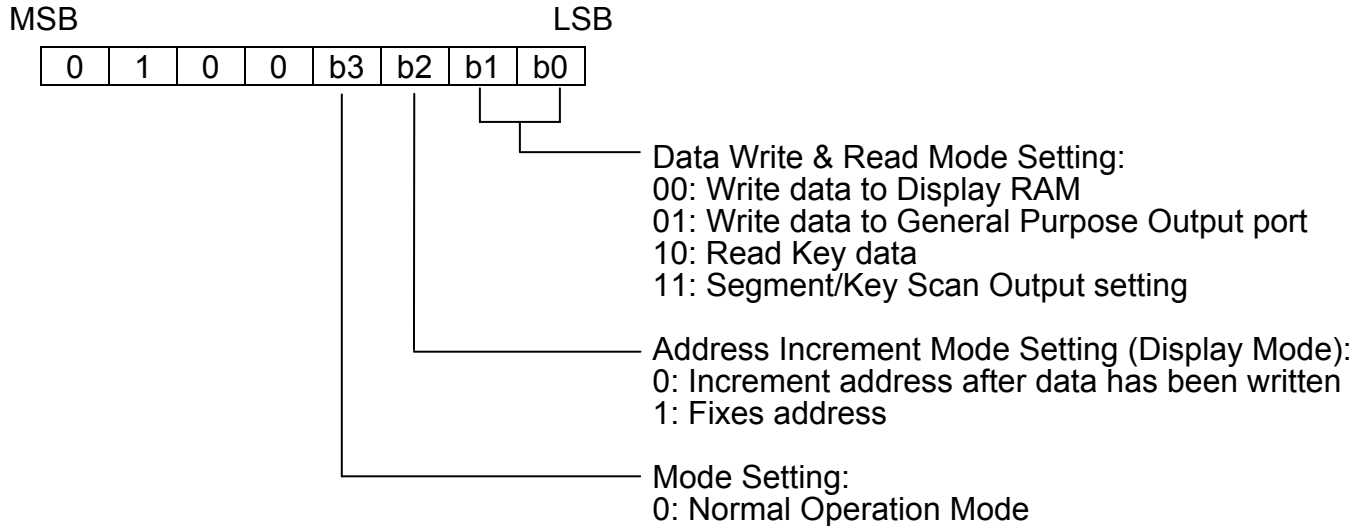 MSB LSB
0 1 0 0 b3 b2 b1 b0
Data Write & Read Mode Setting:
00: Write data to Display RAM
01: Write data to General Purpose Output port
10: Read Key data
11: Segment/Key Scan Output setting
Address Increment Mode Setting (Display Mode):
0: Increment address after data has been written
1: Fixes address
Mode Setting:
0: Normal Operation Mode